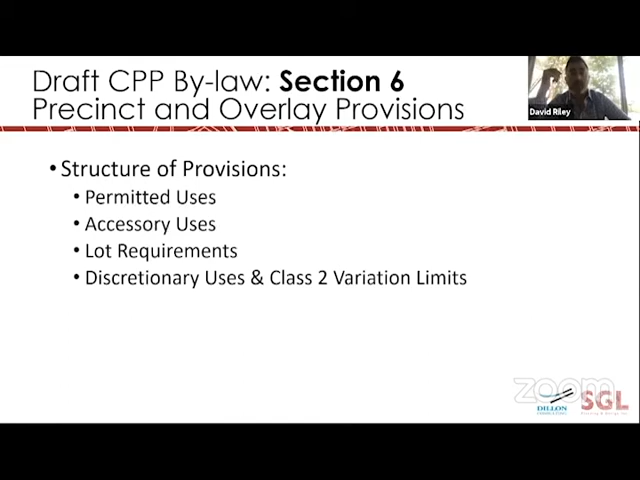 Draft CPP By-law: Section 6
Precinct and Overlay Provisions
David Riley
• Structure of Provisions:
• Permitted Uses
• Accessory Uses
• Lot Requirements
• Discretionary Uses & Class 2 Variation Limits
zoom
DILLON
CONSULTING
SGL